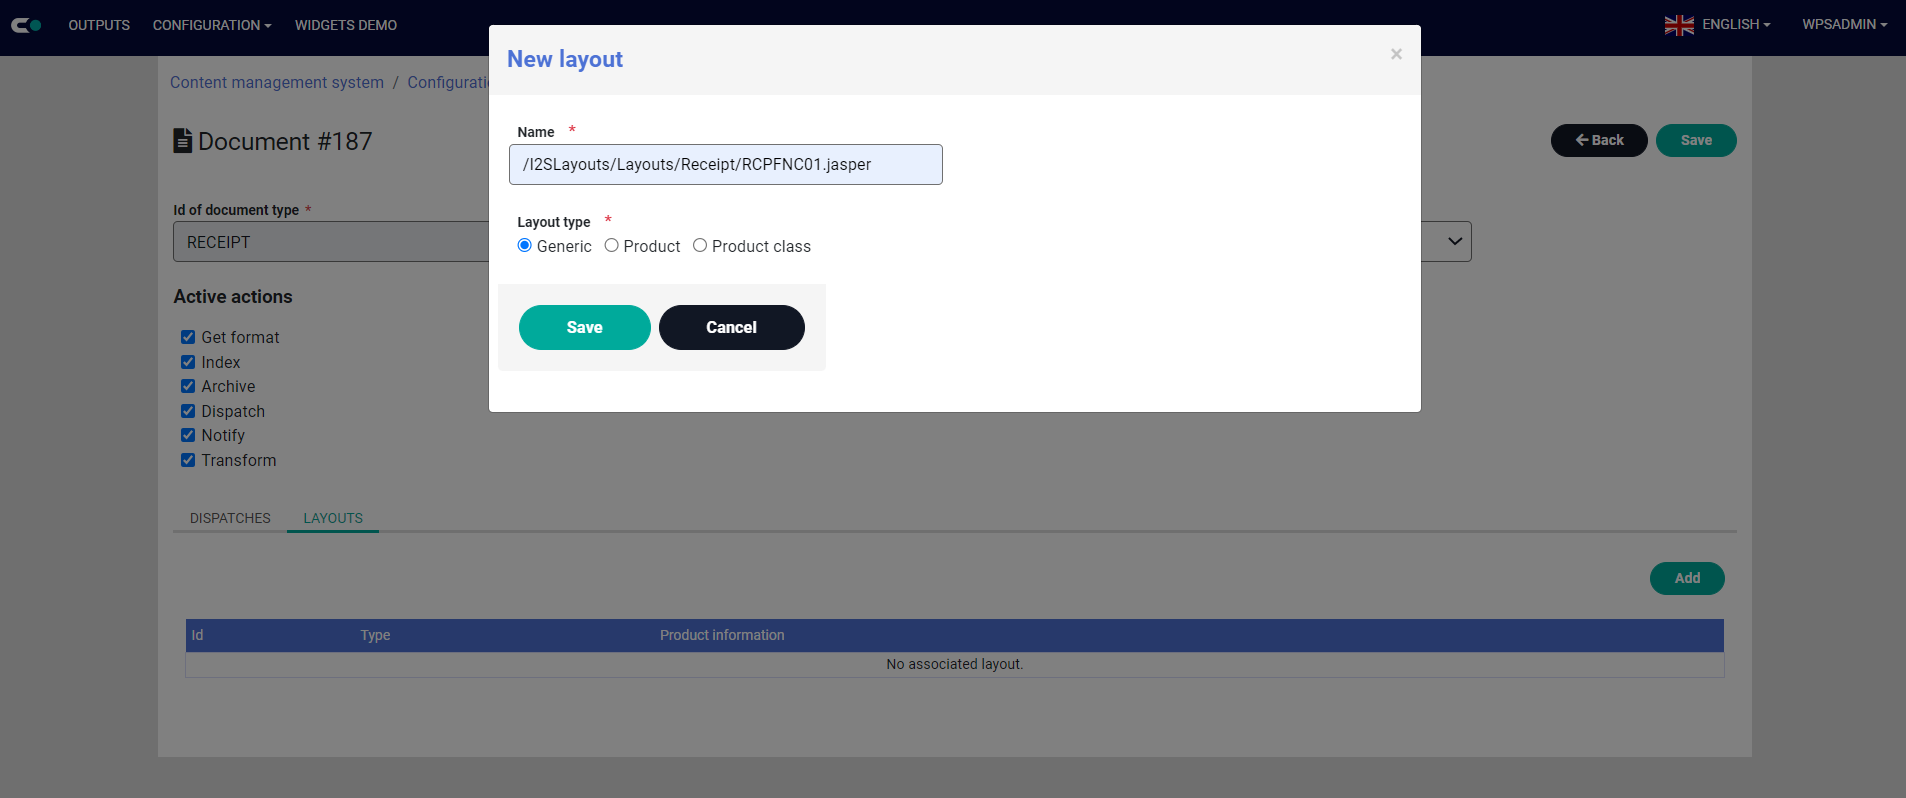 OUTPUTS CONFIGURATION WIDGETS DEMO ENGLISH WPSADMIN
New layout ×
Content management system / Configurati
Document #187
Back Save
Name *
/I2SLayouts/Layouts/Receipt/RCPFNC01.jasper
Id of document type *
RECEIPT
Layout type *
Generic Product Product class
Save Cancel
Active actions
Get format
Index
Archive
Dispatch
Notify
Transform
DISPATCHES LAYOUTS
Add
Id Type Product information
No associated layout.